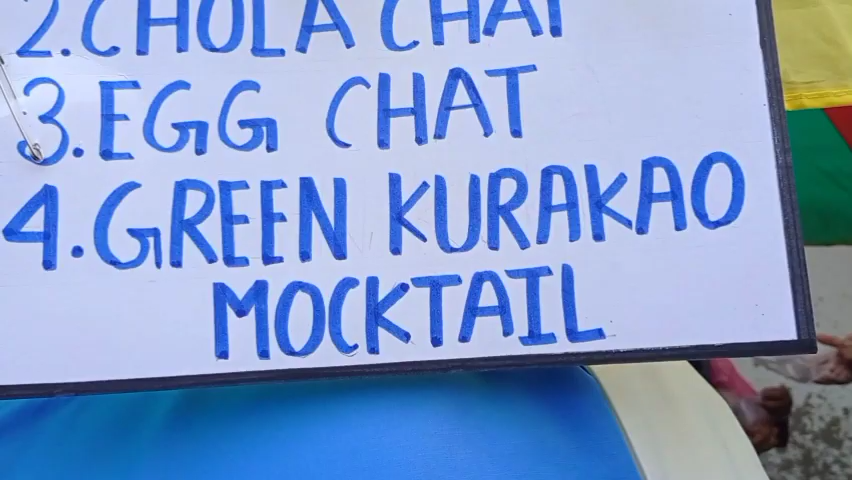 2.CHOLA CHAT
3.EGG CHAT
4.GREEN KURAKAO
MOCKTAIL